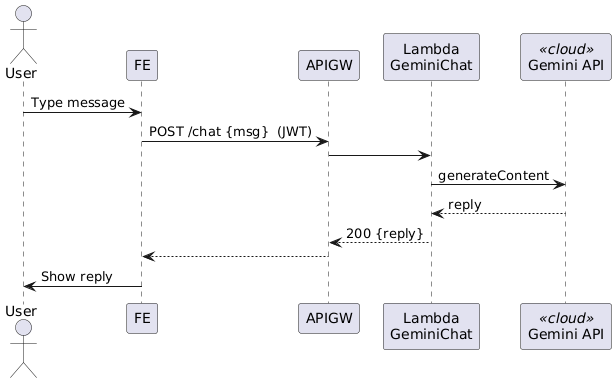 User
FE
APIGW
Lambda
GeminiChat
«cloud»
Gemini API
Type message
POST /chat {msg}  (JWT)
generateContent
reply
200 {reply}
Show reply
User
FE
APIGW
Lambda
GeminiChat
«cloud»
Gemini API